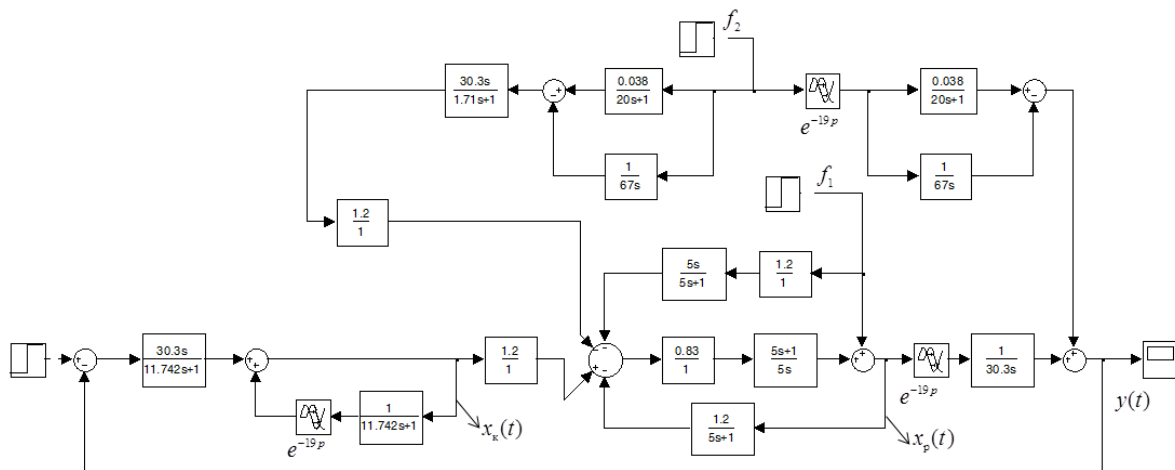 f₂
30.3s
1.71s+1
0.038
20s+1
e⁻¹⁹ᵖ
0.038
20s+1
1
67s
1
67s
f₁
1.2
1
5s
5s+1
1.2
1
30.3s
11.742s+1
1.2
1
0.83
1
5s+1
5s
1
30.3s
e⁻¹⁹ᵖ
y(t)
1
11.742s+1
e⁻¹⁹ᵖ
xₖ(t)
1.2
5s+1
xₚ(t)